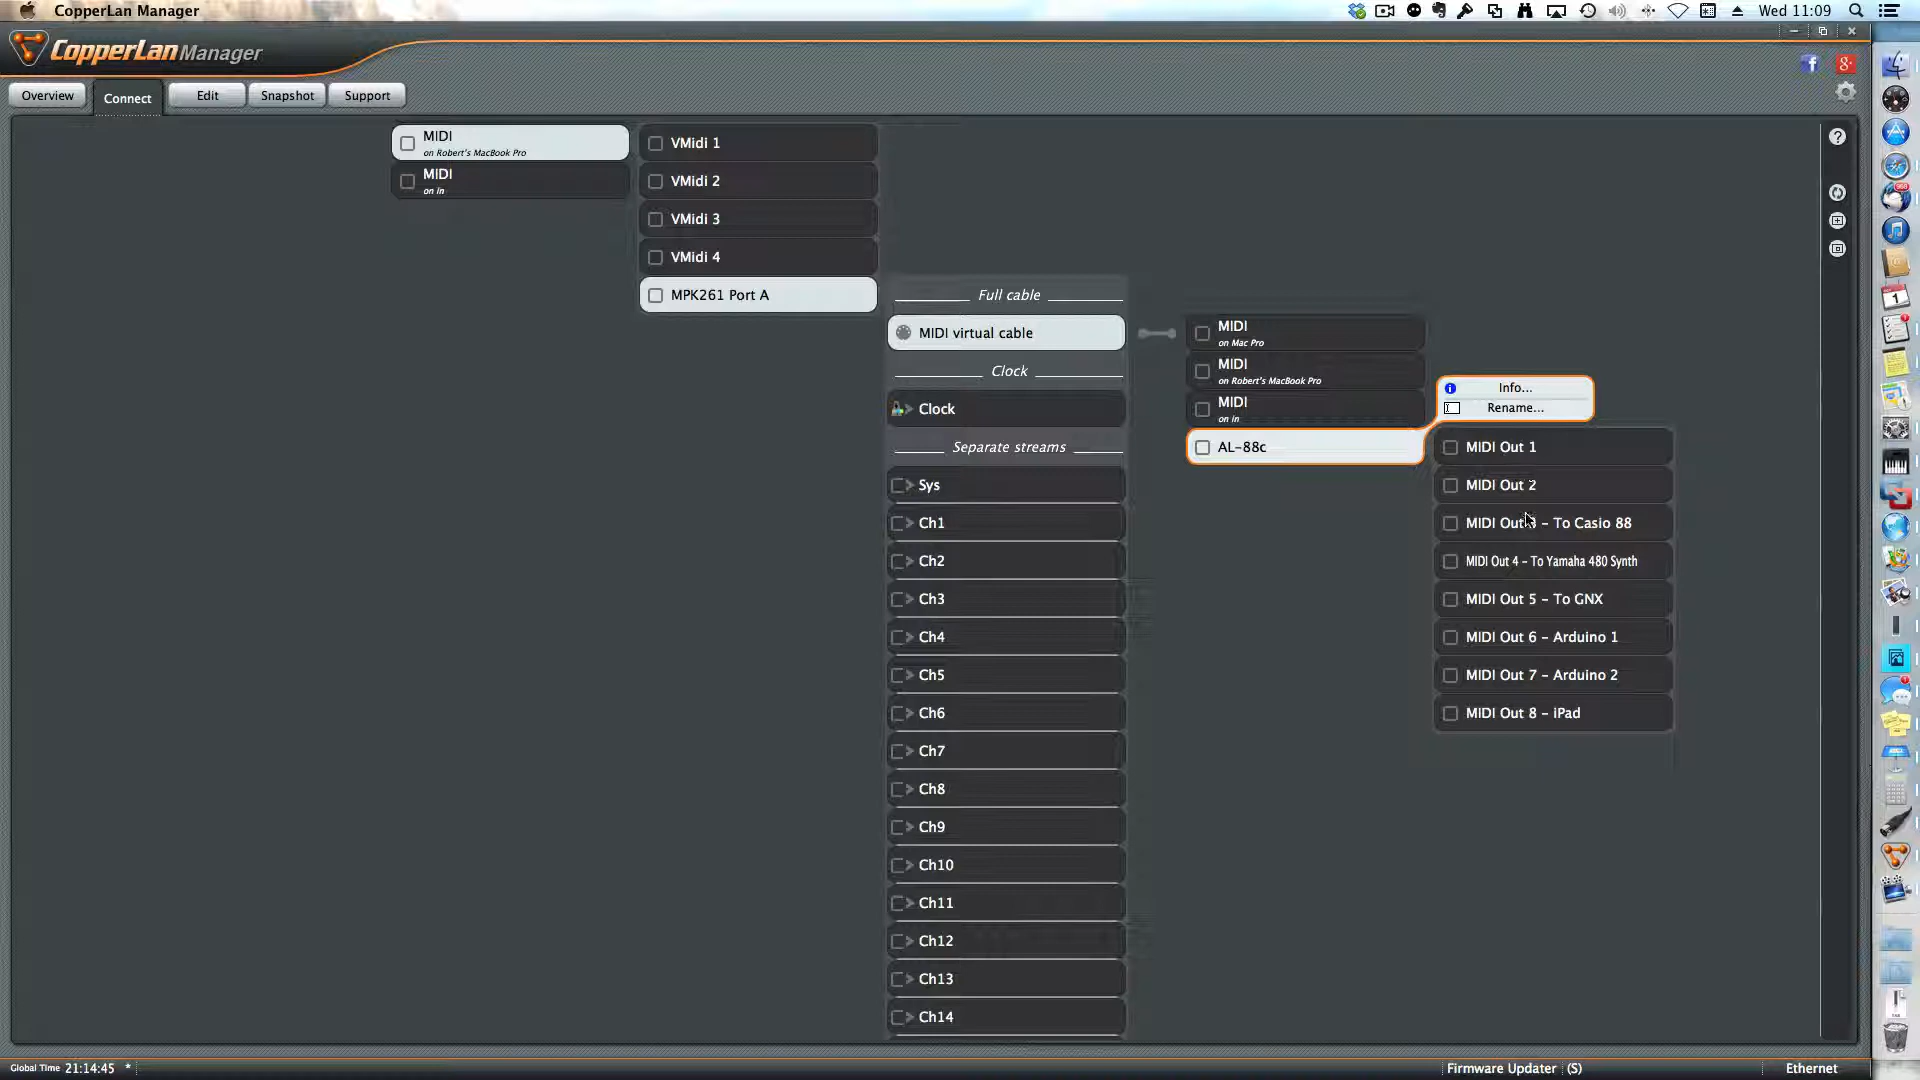 CopperLan Manager
Wed 11:09
CopperLan Manager
Overview
Connect
Edit
Snapshot
Support
MIDI
on Robert's MacBook Pro
MIDI
on in
VMidi 1
VMidi 2
VMidi 3
VMidi 4
MPK261 Port A
Full cable
MIDI virtual cable
Clock
Clock
Separate streams
Sys
Ch1
Ch2
Ch3
Ch4
Ch5
Ch6
Ch7
Ch8
Ch9
Ch10
Ch11
Ch12
Ch13
Ch14
MIDI
on Mac Pro
MIDI
on Robert's MacBook Pro
MIDI
on in
AL-88c
Info...
Rename...
MIDI Out 1
MIDI Out 2
MIDI Out - To Casio 88
MIDI Out 4 - To Yamaha 480 Synth
MIDI Out 5 - To GNX
MIDI Out 6 - Arduino 1
MIDI Out 7 - Arduino 2
MIDI Out 8 - iPad
Global Time 21:14:45 *
Firmware Updater (S)
Ethernet